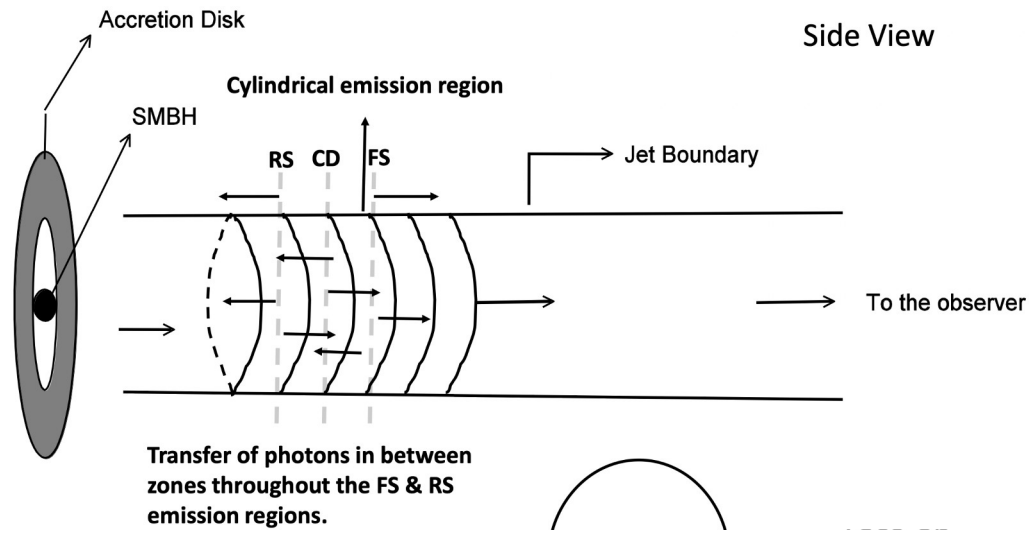 Accretion Disk
Side View
SMBH
Cylindrical emission region
RS CD FS
Jet Boundary
To the observer
Transfer of photons in between
zones throughout the FS & RS
emission regions.